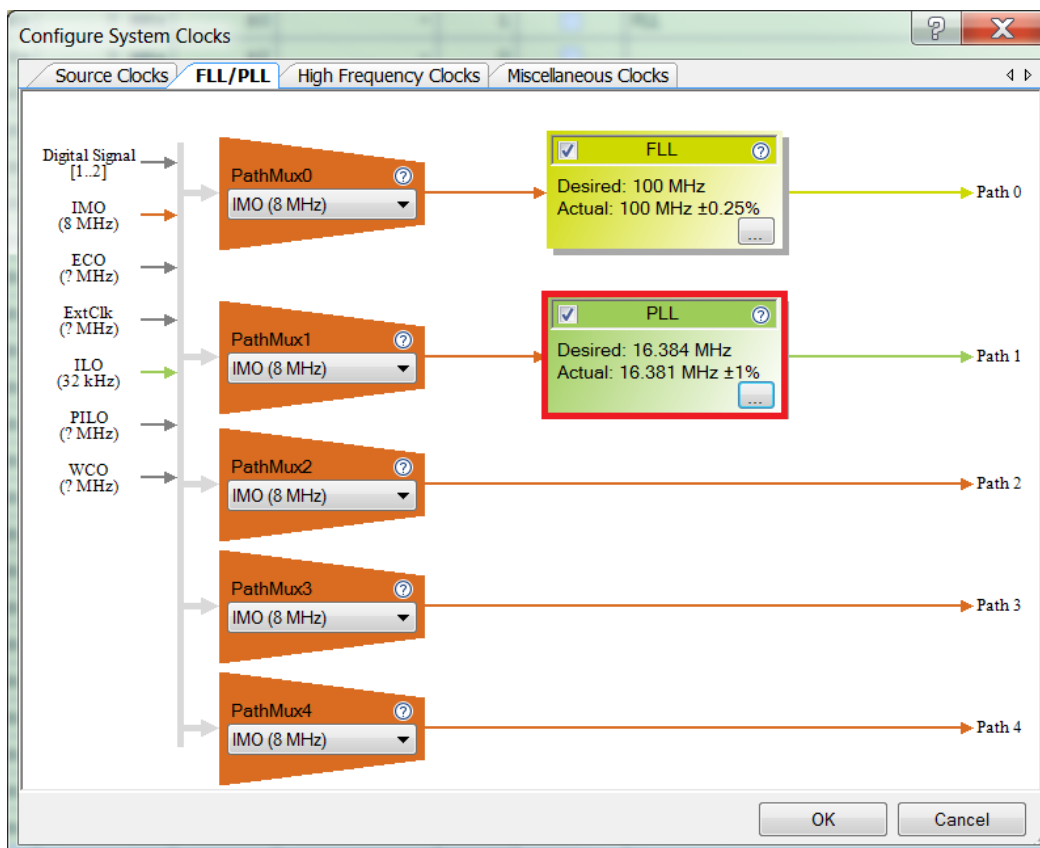 Configure System Clocks
Source Clocks FLL/PLL High Frequency Clocks Miscellaneous Clocks
Digital Signal
[1..2]
IMO
(8 MHz)
ECO
(? MHz)
ExtClk
(? MHz)
ILO
(32 kHz)
PILO
(? MHz)
WCO
(? MHz)
PathMux0
IMO (8 MHz)
FLL
Desired: 100 MHz
Actual: 100 MHz ±0.25%
...
Path 0
PathMux1
IMO (8 MHz)
PLL
Desired: 16.384 MHz
Actual: 16.381 MHz ±1%
...
Path 1
PathMux2
IMO (8 MHz)
Path 2
PathMux3
IMO (8 MHz)
Path 3
PathMux4
IMO (8 MHz)
Path 4
OK Cancel